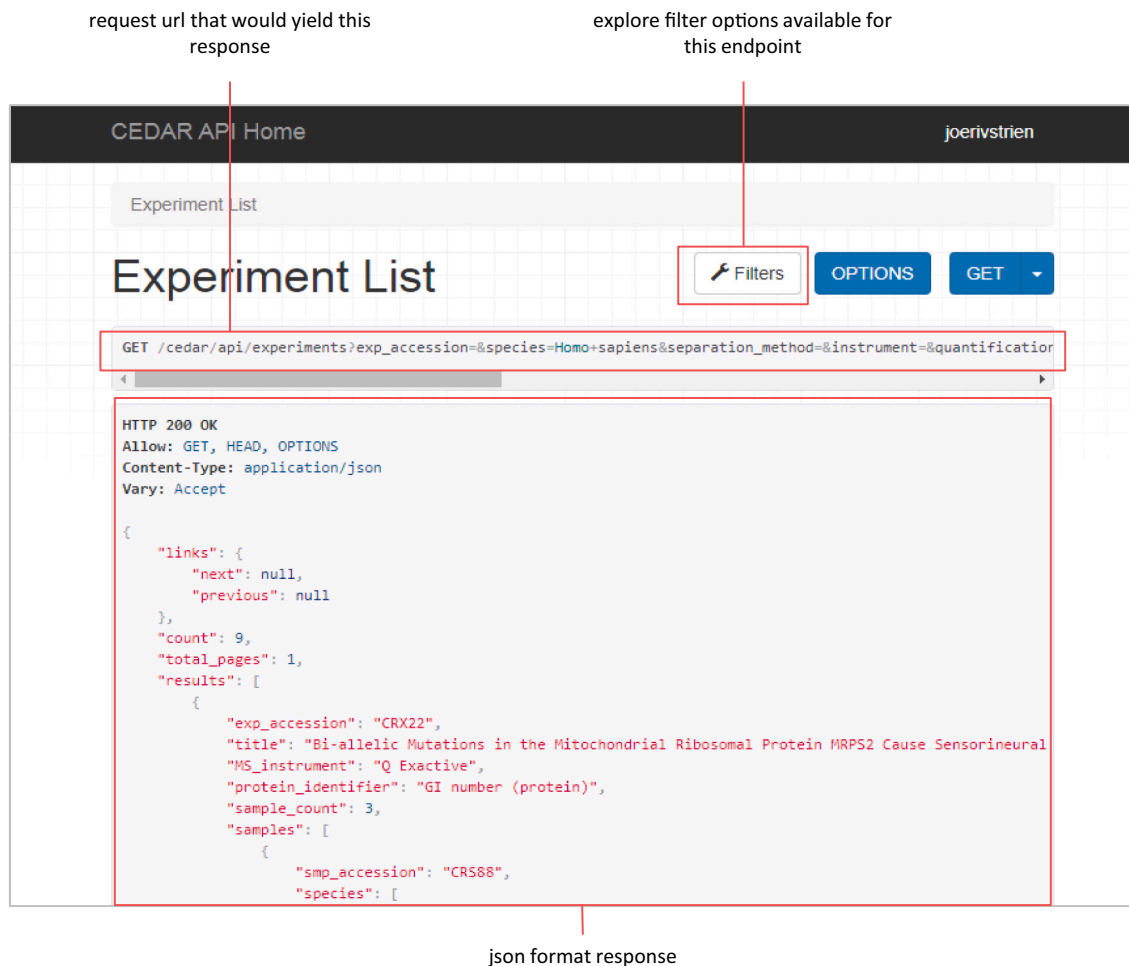 request url that would yield this
response
explore filter options available for
this endpoint
CEDAR API Home
joerivstrien
Experiment List
Experiment List
Filters
OPTIONS
GET
GET /cedar/api/experiments?exp_accession=&species=Homo+sapiens&separation_method=&instrument=&quantification
HTTP 200 OK
Allow: GET, HEAD, OPTIONS
Content-Type: application/json
Vary: Accept
{
"links": {
"next": null,
"previous": null
},
"count": 9,
"total_pages": 1,
"results": [
{
"exp_accession": "CRX22",
"title": "Bi-allelic Mutations in the Mitochondrial Ribosomal Protein MRPS2 Cause Sensorineural
"MS_instrument": "Q Exactive",
"protein_identifier": "GI number (protein)",
"sample_count": 3,
"samples": [
{
"smp_accession": "CRS88",
"species": [
json format response